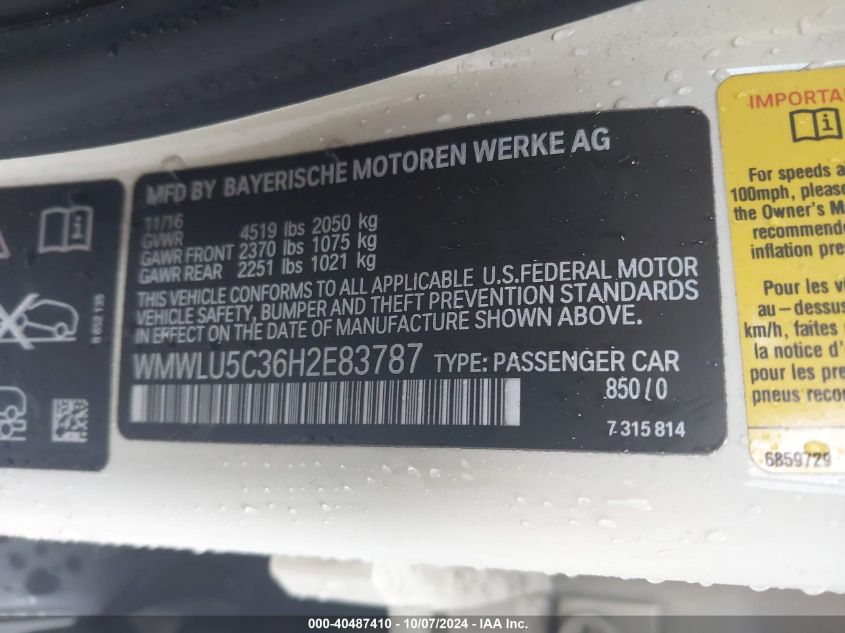 MFD BY BAYERISCHE MOTOREN WERKE AG
11/16
GVWR 4519 lbs 2050 kg
GAWR FRONT 2370 lbs 1075 kg
GAWR REAR 2251 lbs 1021 kg
THIS VEHICLE CONFORMS TO ALL APPLICABLE U.S.FEDERAL MOTOR
VEHICLE SAFETY, BUMPER AND THEFT PREVENTION STANDARDS
IN EFFECT ON THE DATE OF MANUFACTURE SHOWN ABOVE.
WMWLU5C36H2E83787 TYPE: PASSENGER CAR
850/0
7 315 814
IMPORTA
For speeds a
100mph, please
the Owner's M
recommende
inflation pres
Pour les v
au-dessus
km/h, faites
la notice d'
pour les pre
pneus recor
6859729
000-40487410 - 10/07/2024 - IAA Inc.